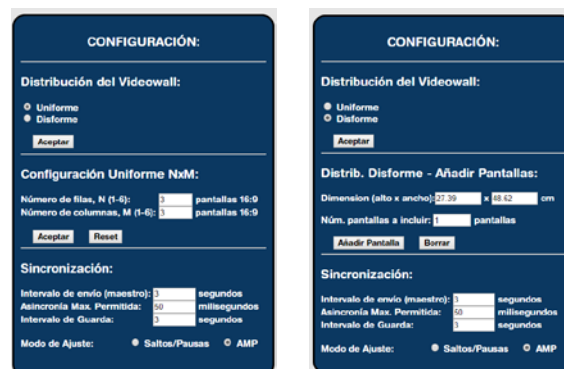 CONFIGURACIÓN:
Distribución del Videowall:
Uniforme
Disforme
Aceptar
Configuración Uniforme NxM:
Número de filas, N (1-6): 3 pantallas 16:9
Número de columnas, M (1-6): 3 pantallas 16:9
Aceptar Reset
Sincronización:
Intervalo de envío (maestro): 3 segundos
Asincronía Max. Permitida: 50 milisegundos
Intervalo de Guarda: 3 segundos
Modo de Ajuste: Saltos/Pausas AMP
CONFIGURACIÓN:
Distribución del Videowall:
Uniforme
Disforme
Aceptar
Distrib. Disforme - Añadir Pantallas:
Dimension (alto x ancho): 27.39 x 48.62 cm
Núm. pantallas a incluir: 1 pantallas
Añadir Pantalla Borrar
Sincronización:
Intervalo de envío (maestro): 3 segundos
Asincronía Max. Permitida: 50 milisegundos
Intervalo de Guarda: 3 segundos
Modo de Ajuste: Saltos/Pausas AMP